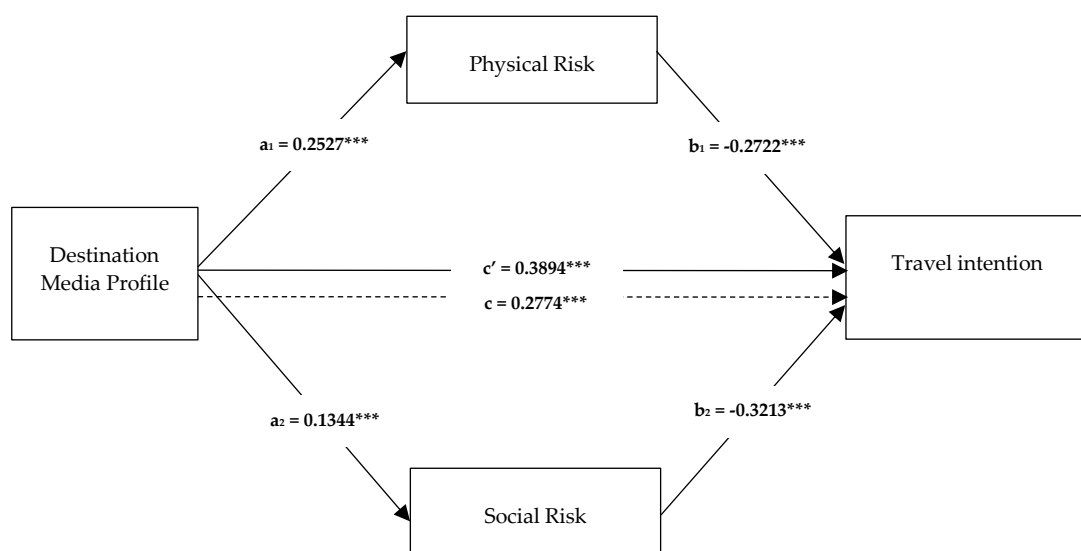 Physical Risk
a₁ = 0.2527***
b₁ = -0.2722***
Destination
Media Profile
c′ = 0.3894***
c = 0.2774***
Travel intention
a₂ = 0.1344***
b₂ = -0.3213***
Social Risk